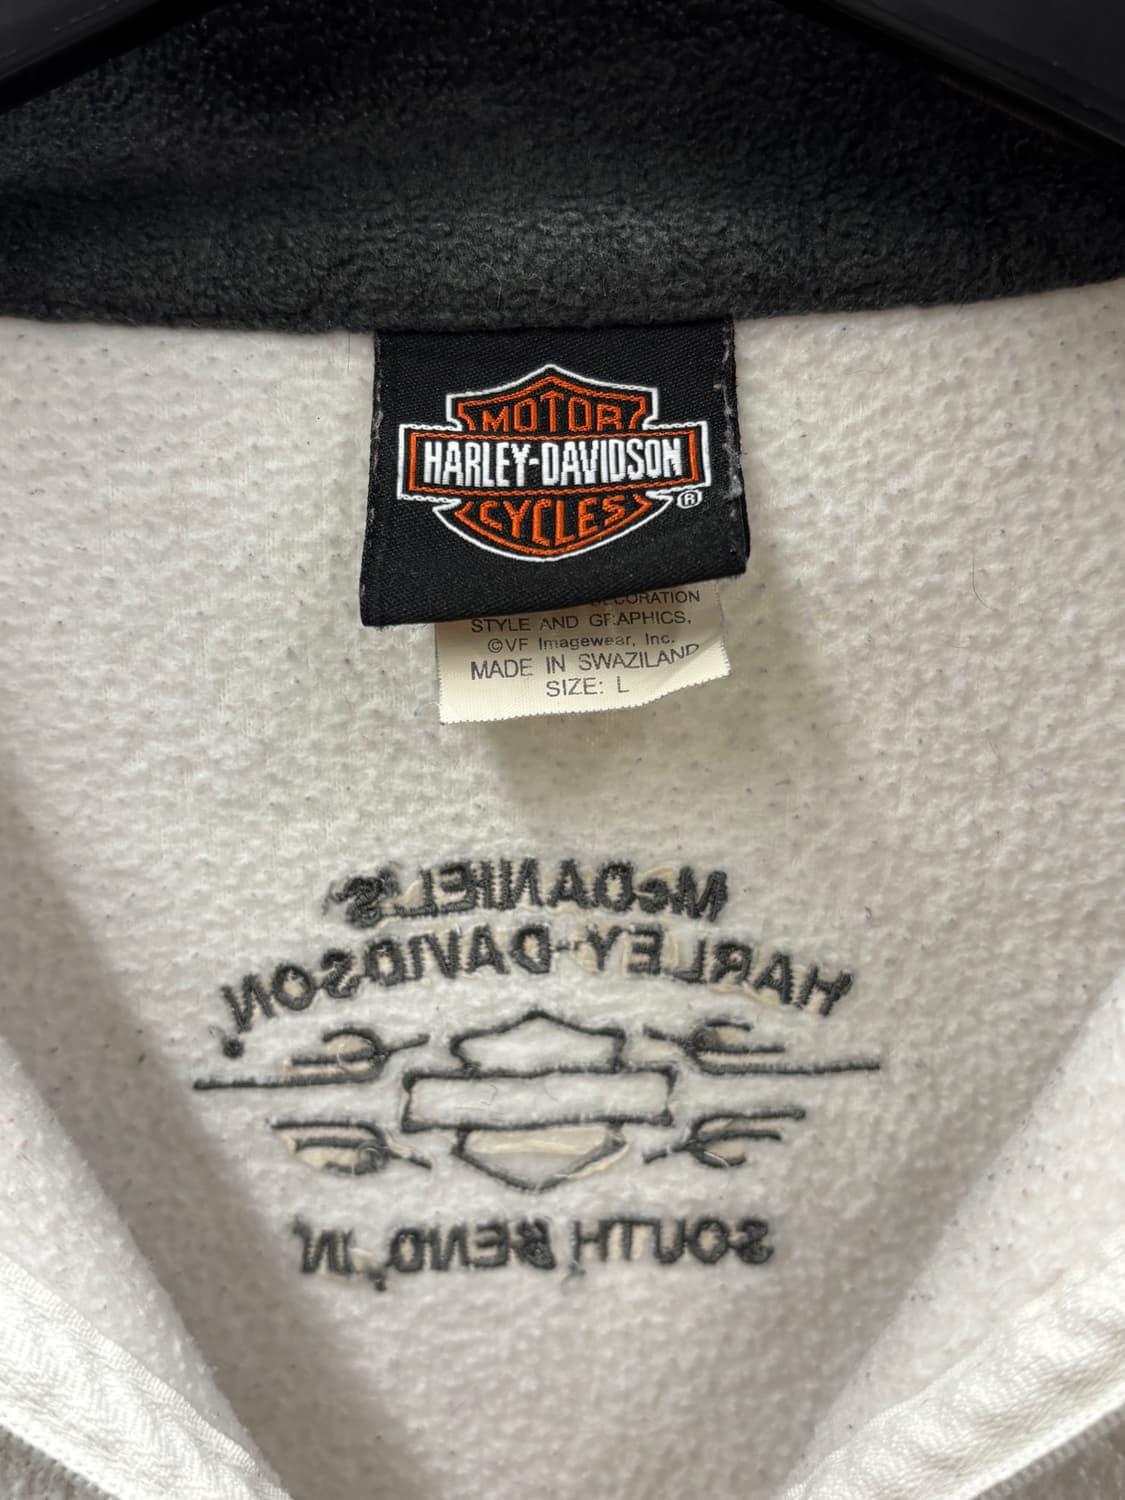 MOTOR
HARLEY-DAVIDSON
CYCLES
®
DECORATION
STYLE AND GRAPHICS,
©VF Imagewear, Inc.
MADE IN SWAZILAND
SIZE: L
McDANIEL'S
HARLEY-DAVIDSON.
SOUTH BEND, IN